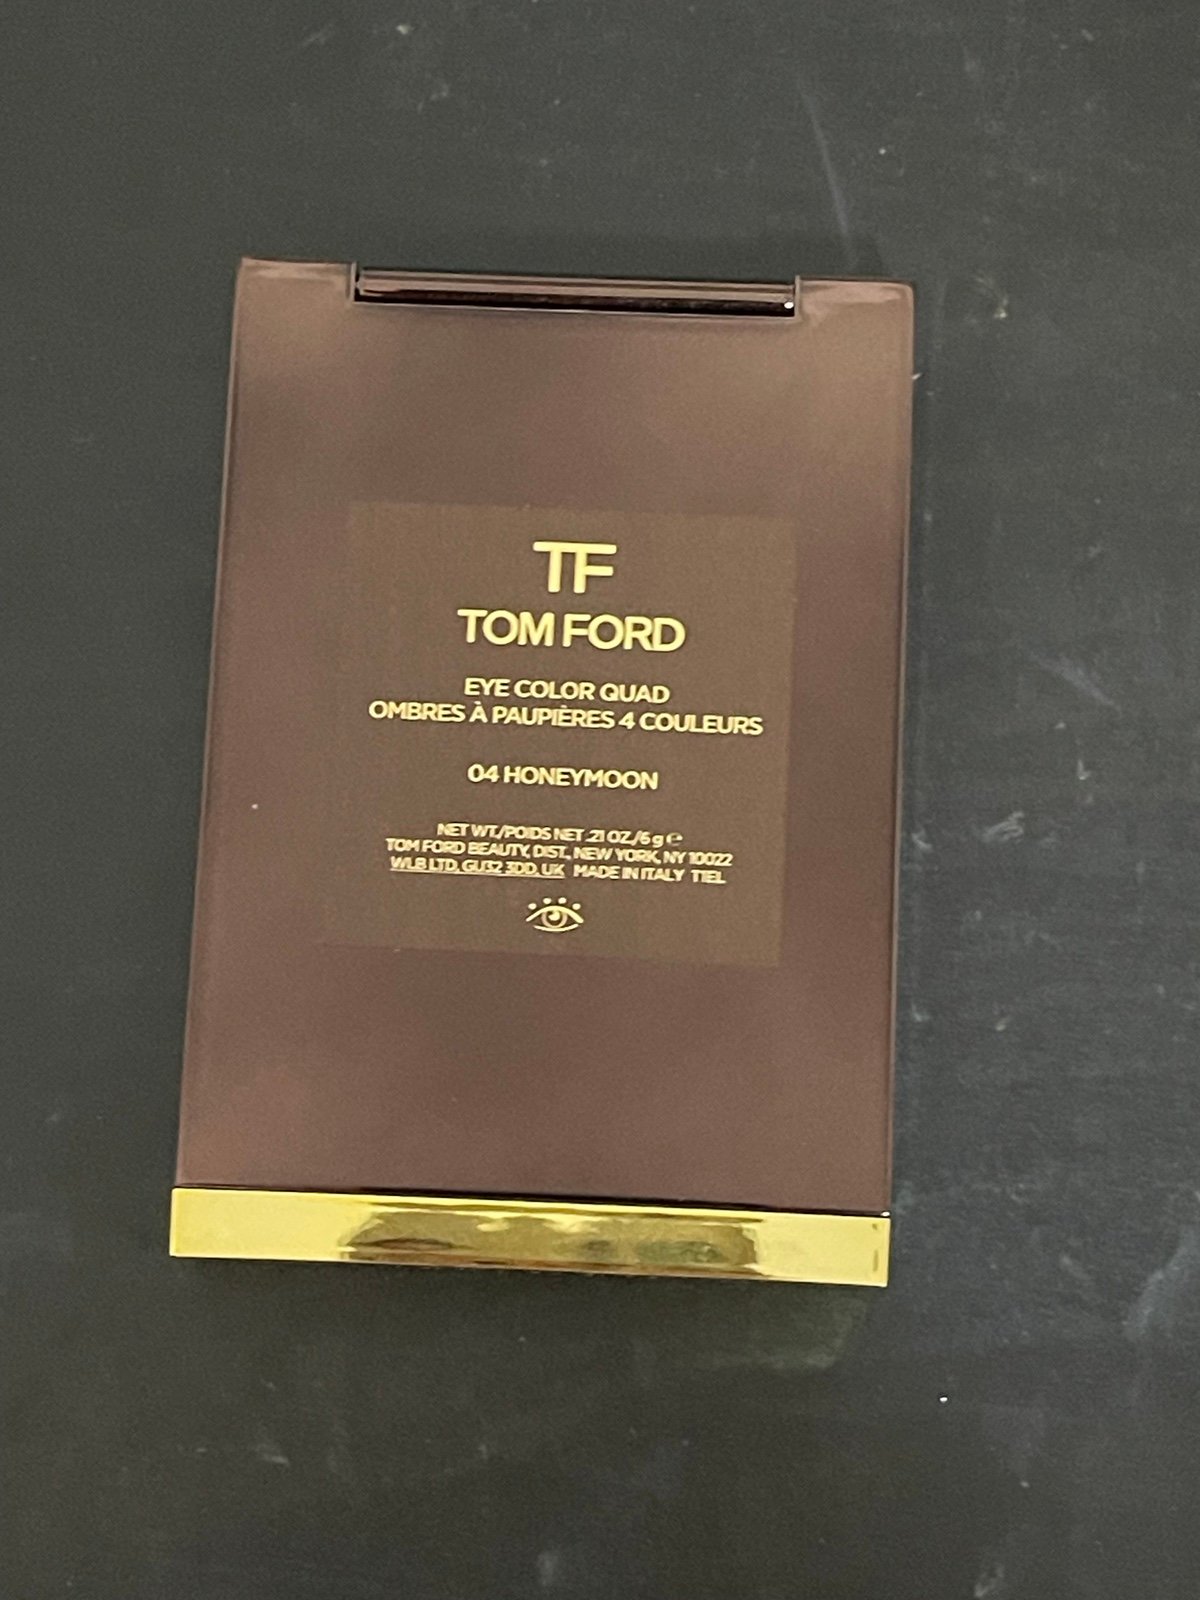 TF
TOM FORD
EYE COLOR QUAD
OMBRES À PAUPIÈRES 4 COULEURS
04 HONEYMOON
NET WT./POIDS NET .21 OZ./6 g ℮
TOM FORD BEAUTY, DIST., NEW YORK, NY 10022
WLB LTD, GU32 3DD, UK MADE IN ITALY T1EL